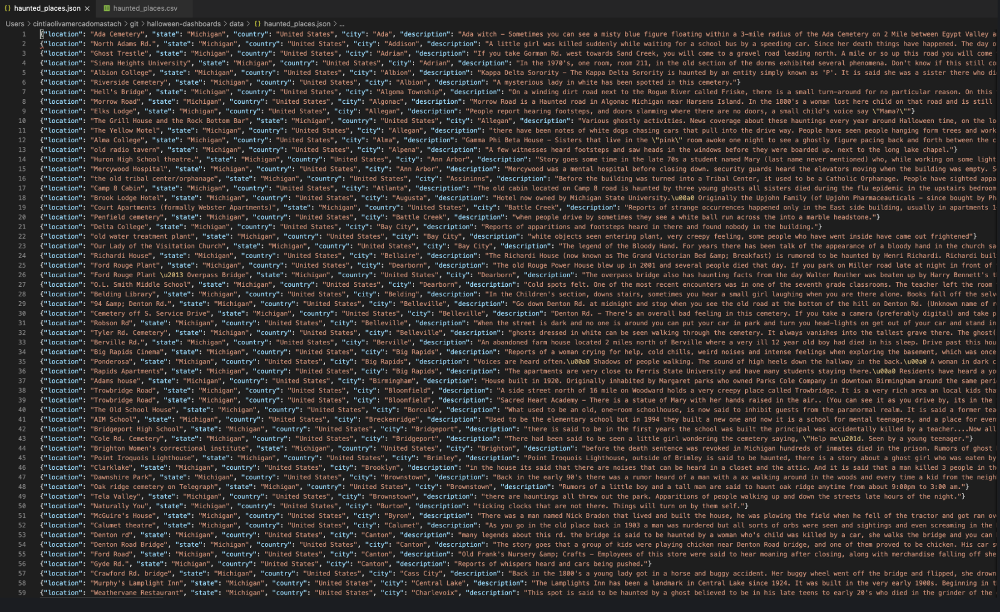 haunted_places.json
haunted_places.csv
Users > cintiaolivamercadomastach > git > halloween-dashboards > data > {} haunted_places.json > ...
1 {"location": "Ada Cemetery", "state": "Michigan", "country": "United States", "city": "Ada", "description": "Ada witch – Sometimes you can see a misty blue figure floating within a 3-mile radius of the Ada Cemetery on 2 Mile between Egypt Valley a
2 {"location": "North Adams Rd.", "state": "Michigan", "country": "United States", "city": "Addison", "description": "A little girl was killed suddenly while waiting for a school bus by a speeding car. Since her death things have happened. The day o
3 {"location": "Ghost Trestle", "state": "Michigan", "country": "United States", "city": "Adrian", "description": "If you take Gorman Rd. west towards Sand Creek, you will come to a gravel road leading north. A mile or so up this road you will come
4 {"location": "Siena Heights University", "state": "Michigan", "country": "United States", "city": "Adrian", "description": "In the 1970's, one room, room 211, in the old section of the dorms exhibited several phenomena. Don't know if this still co
5 {"location": "Albion College", "state": "Michigan", "country": "United States", "city": "Albion", "description": "Kappa Delta Sorority – The Kappa Delta Sorority is haunted by an entity simply known as 'P'. It is said she was a sister there who di
6 {"location": "Riverside Cemetery", "state": "Michigan", "country": "United States", "city": "Albion", "description": "A mysterious lady in white has been spotted in this cemetery."}
7 {"location": "Hell's Bridge", "state": "Michigan", "country": "United States", "city": "Algoma Township", "description": "On a winding dirt road next to the Rogue River called Friske, there is a small turn-around for no particular reason. On this
8 {"location": "Morrow Road", "state": "Michigan", "country": "United States", "city": "Algonac", "description": "Morrow Road is a Haunted road in Algonac Michigan near Harsens Island. In the 1800's a woman lost here child on that road and is still
9 {"location": "Elks Lodge", "state": "Michigan", "country": "United States", "city": "Allegan", "description": "People report hearing footsteps, and doors slamming where there are no doors, a small child's voice say \"Mama?\""}
10 {"location": "The Grill House and the Rock Bottom Bar", "state": "Michigan", "country": "United States", "city": "Allegan", "description": "Various ghostly activities. News coverage about these hauntings every year around Halloween time, on the lo
11 {"location": "The Yellow Motel", "state": "Michigan", "country": "United States", "city": "Allegan", "description": "there have been notes of white dogs chasing cars that pull into the drive way. People have seen people hanging form trees and work
12 {"location": "Alma College", "state": "Michigan", "country": "United States", "city": "Alma", "description": "Gamma Phi Beta House – Sisters that live in the \"pink\" room awoke one night to see a ghostly figure pacing back and forth between the c
13 {"location": "old radio tavern", "state": "Michigan", "country": "United States", "city": "Alpena", "description": "A few witnesses heard footsteps and saw heads in the windows before they were boarded up. next to the long lake chapel."}
14 {"location": "Huron High School theatre.", "state": "Michigan", "country": "United States", "city": "Ann Arbor", "description": "Story goes some time in the late 70s a student named Mary (last name never mentioned) who, while working on some light
15 {"location": "Mercywood Hospital", "state": "Michigan", "country": "United States", "city": "Ann Arbor", "description": "Mercywood was a mental hospital before closing down. security guards heard the elevators moving when the building was empty. S
16 {"location": "the old tribal center/orphanage", "state": "Michigan", "country": "United States", "city": "Assininns", "description": "Before the building was turned into a Tribal Center, it used to be a Catholic Orphanage. People have sighted appa
17 {"location": "Camp 8 Cabin", "state": "Michigan", "country": "United States", "city": "Atlanta", "description": "The old cabin located on Camp 8 road is haunted by three young ghosts all sisters died during the flu epidemic in the upstairs bedroom
18 {"location": "Brook Lodge Hotel", "state": "Michigan", "country": "United States", "city": "Augusta", "description": "Hotel now owned by Michigan State University.\u00a0 Originally the Upjohn Family (of Upjohn Pharmaceuticals – since bought by Ph
19 {"location": "Court Apartments (formally Webster Apartments)", "state": "Michigan", "country": "United States", "city": "Battle Creek", "description": "Reports of strange occurrences happened only in the East side building, usually in apartments 1
20 {"location": "Penfield cemetery", "state": "Michigan", "country": "United States", "city": "Battle Creek", "description": "when people drive by sometimes they see a white ball run across the into a marble headstone."}
21 {"location": "Delta College", "state": "Michigan", "country": "United States", "city": "Bay City", "description": "Reports of apparitions and footsteps heard in there and found nobody in the building."}
22 {"location": "old water treatment plant", "state": "Michigan", "country": "United States", "city": "Bay City", "description": "white objects seen entering plant, very creepy feeling, some people who have went inside have came out frightened"}
23 {"location": "Our Lady of the Visitation Church", "state": "Michigan", "country": "United States", "city": "Bay City", "description": "The legend of the Bloody Hand. For years there has been talk of the appearance of a bloody hand in the church sa
24 {"location": "Richardi House", "state": "Michigan", "country": "United States", "city": "Bellaire", "description": "The Richardi House (now known as The Grand Victorian Bed &amp; Breakfast) is rumored to be haunted by Henri Richardi. Richardi buil
25 {"location": "Ford Rouge Plant", "state": "Michigan", "country": "United States", "city": "Dearborn", "description": "The old Rouge Power House blew up in 2001 and several people died that day. If you park on Miller road late at night in front of
26 {"location": "Ford Rouge Plant \u2013 Overpass Bridge", "state": "Michigan", "country": "United States", "city": "Dearborn", "description": "The overpass bridge also has haunting facts from the day Walter Reuther was beaten up by Harry Bennett's t
27 {"location": "O.L. Smith Middle School", "state": "Michigan", "country": "United States", "city": "Dearborn", "description": "Cold spots felt. One of the most recent encounters was in one of the seventh grade classrooms. The teacher left the room
28 {"location": "Belding Library", "state": "Michigan", "country": "United States", "city": "Belding", "description": "In the Children's section, downs stairs, sometimes you hear a small girl laughing when you are there alone. Books fall off the selv
29 {"location": "94 &amp; Denton Rd.", "state": "Michigan", "country": "United States", "city": "Belleville", "description": "Go down Denton Rd. at midnight and stop when you see the old road at the bottom of the hill on Denton Rd. (Unknown name of r
30 {"location": "Cemetery off S. Service Drive", "state": "Michigan", "country": "United States", "city": "Belleville", "description": "Denton Rd. – There's an overall bad feeling in this cemetery. If you take a camera (preferably digital) and take p
31 {"location": "Robson Rd", "state": "Michigan", "country": "United States", "city": "Belleville", "description": "When the street is dark and no one is around you can put your car in park and turn you head-lights on get out of your car and stand in
32 {"location": "Tyler Rd. Cemetery", "state": "Michigan", "country": "United States", "city": "Belleville", "description": "ghosts dressed in white can be seen walking through the cemetery. It always vanishes into the tallest grave there. The ghost(
33 {"location": "Berville Rd.", "state": "Michigan", "country": "United States", "city": "Berville", "description": "An abandoned farm house located 2 miles north of Berville where a very ill 12 year old boy had died in his sleep. Drive past this hou
34 {"location": "Big Rapids Cinema", "state": "Michigan", "country": "United States", "city": "Big Rapids", "description": "Reports of a woman crying for help, cold chills, weird noises and intense feelings when exploring the basement, which was once
35 {"location": "Ponderosa", "state": "Michigan", "country": "United States", "city": "Big Rapids", "description": "Voices are heard often.\u00a0 Shadows of people walking. The sound of high heels down the hallway in the back.\u00a0 A woman in dark c
36 {"location": "Rapids Apartments", "state": "Michigan", "country": "United States", "city": "Big Rapids", "description": "The apartments are very close to Ferris State University and have many students staying there.\u00a0 Residents have heard a yo
37 {"location": "Adams house", "state": "Michigan", "country": "United States", "city": "Birmingham", "description": "House built in 1920. Originally inhabited by Margaret parks who owned Parks Cole Company in downtown Birmingham around the same peri
38 {"location": "Trowbridge Road", "state": "Michigan", "country": "United States", "city": "Bloomfield", "description": "A side street north of 16 mile on Woodward holds a very creepy place called Trowbridge. It is a very rich area an local kids tha
39 {"location": "Trowbridge Road", "state": "Michigan", "country": "United States", "city": "Bloomfield", "description": "Sacred Heart Academy – There is a statue of Mary with her hands raised in the air.. (You can see it as you drive by, its in the
40 {"location": "The Old School House", "state": "Michigan", "country": "United States", "city": "Borculo", "description": "What used to be an old, one-room schoolhouse, is now said to inhibit guests from the paranormal realm. It is said a former tea
41 {"location": "AIM School", "state": "Michigan", "country": "United States", "city": "Breckenridge", "description": "Used to be the elementary school but in 1994 they built a new one and now it is a school for mental teenagers, and a place for even
42 {"location": "Bridgeport High School", "state": "Michigan", "country": "United States", "city": "Bridgeport", "description": "there is said to be in the first years the school was built the principal was accidentally killed by a teacher....Now all
43 {"location": "Cole Rd. Cemetery", "state": "Michigan", "country": "United States", "city": "Bridgeport", "description": "There had been said to be seen a little girl wondering the cemetery saying, \"Help me\u201d. Seen by a young teenager."}
44 {"location": "Brighton Women's correctional institute", "state": "Michigan", "country": "United States", "city": "Brighton", "description": "before the death sentence was revoked in Michigan hundreds of inmates died in the prison. Rumors of ghost
45 {"location": "Point Iroquois Lighthouse", "state": "Michigan", "country": "United States", "city": "Brimley", "description": "Point Iroquois Lighthouse, outside of Brimley is said to be haunted, there is a story about a ghost girl who was eaten by
46 {"location": "Clarklake", "state": "Michigan", "country": "United States", "city": "Brooklyn", "description": "in the house its said that there are noises that can be heard in a closet and the attic. And it is said that a man killed 3 people in th
47 {"location": "Dawnshire Park", "state": "Michigan", "country": "United States", "city": "Brownstown", "description": "Back in the early 90's there was a rumor heard of a man with a ax walking around in the woods and every time a kid from the neigh
48 {"location": "Oak ridge cemetery on Telegraph", "state": "Michigan", "country": "United States", "city": "Brownstown", "description": "Rumors of a little boy and a tall man are said to haunt oak ridge anytime from about 9:00pm to 3:00 am."}
49 {"location": "Tela Valley", "state": "Michigan", "country": "United States", "city": "Brownstown", "description": "there are hauntings all threw out the park. Apparitions of people walking up and down the streets late hours of the night."}
50 {"location": "Naturally You", "state": "Michigan", "country": "United States", "city": "Burton", "description": "ticking clocks that are not there. Things will turn on by them self."}
51 {"location": "McGuire's House", "state": "Michigan", "country": "United States", "city": "Byron", "description": "There was a man named Nick Bradon that lived and built the house, he was plowing the field when he fell of the tractor and got ran ov
52 {"location": "Calumet theatre", "state": "Michigan", "country": "United States", "city": "Calumet", "description": "As you go in the old place back in 1903 a man was murdered but all sorts of orbs were seen and sightings and even screaming in the
53 {"location": "Denton rd", "state": "Michigan", "country": "United States", "city": "Canton", "description": "many legends about this rd. the bridge is said to be haunted by a woman who's child was killed by a car, she walks the bridge and you can
54 {"location": "Denton Road Bridge", "state": "Michigan", "country": "United States", "city": "Canton", "description": "The story goes that a group of kids were playing chicken near Denton Road bridge, and one of them proved to be chicken. His car s
55 {"location": "Ford Road", "state": "Michigan", "country": "United States", "city": "Canton", "description": "Old Frank's Nursery &amp; Crafts – Employees of this store were said to hear moaning after closing, along with merchandise falling off she
56 {"location": "Gyde Rd.", "state": "Michigan", "country": "United States", "city": "Canton", "description": "Reports of whispers heard and cars being pushed."}
57 {"location": "Crawford Rd. bridge", "state": "Michigan", "country": "United States", "city": "Cass City", "description": "Back in the 1800's a young lady got in a horse and buggy accident. Her buggy wheel went off the bridge and flipped, she drown
58 {"location": "Murphy's Lamplight Inn", "state": "Michigan", "country": "United States", "city": "Central Lake", "description": "The Lamplights Inn has been a landmark in Central Lake since 1924. It was built in the very early 1900s. Beginning in t
59 {"location": "Weathervane Restaurant", "state": "Michigan", "country": "United States", "city": "Charlevoix", "description": "This spot is said to be haunted by a ghost believed to be in his late teens to early 20's who died in the grinder of the